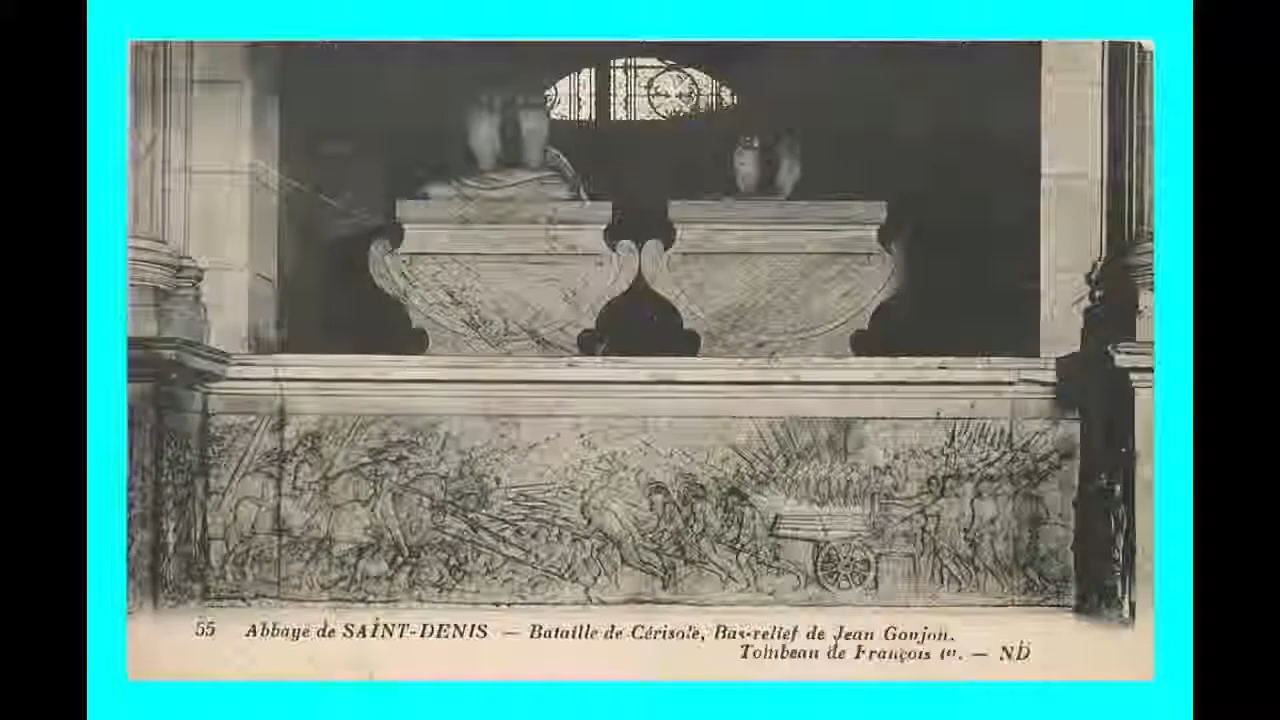 55 Abbaye de SAINT-DENIS — Bataille de Cérisole, Bas-relief de Jean Goujon.
Tombeau de François Ier. — ND